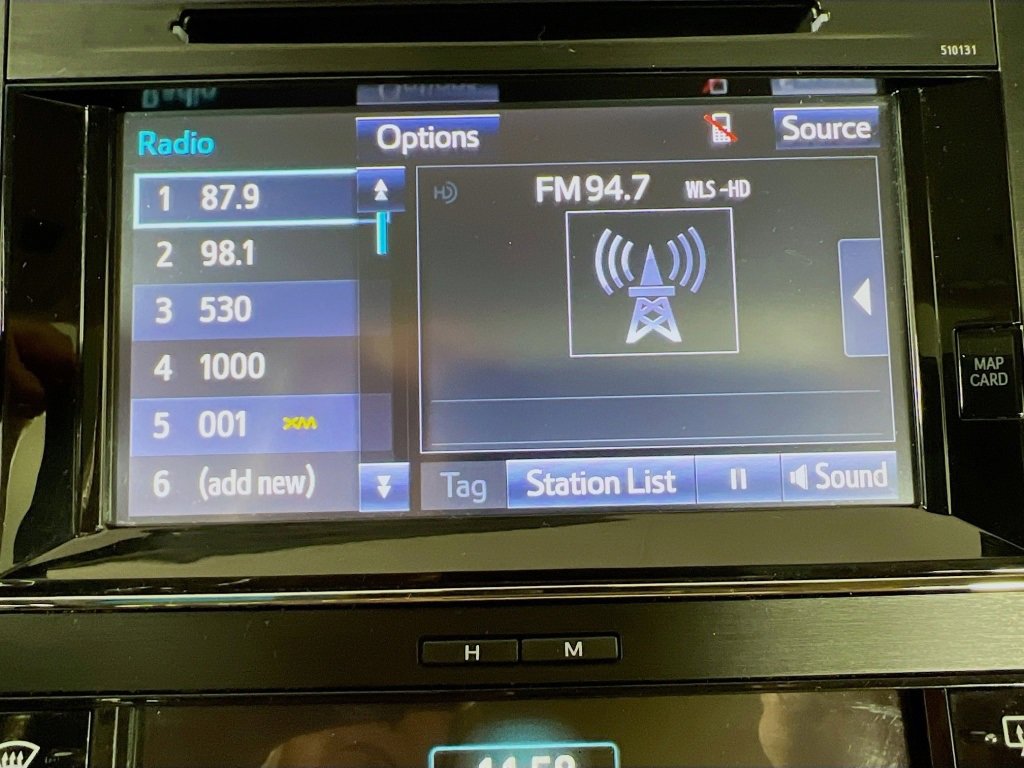 510131
Radio
Options
Source
1 87.9
2 98.1
3 530
4 1000
5 001 XM
6 (add new)
HD
FM 94.7 WLS-HD
Tag
Station List
Sound
MAP
CARD
H
M